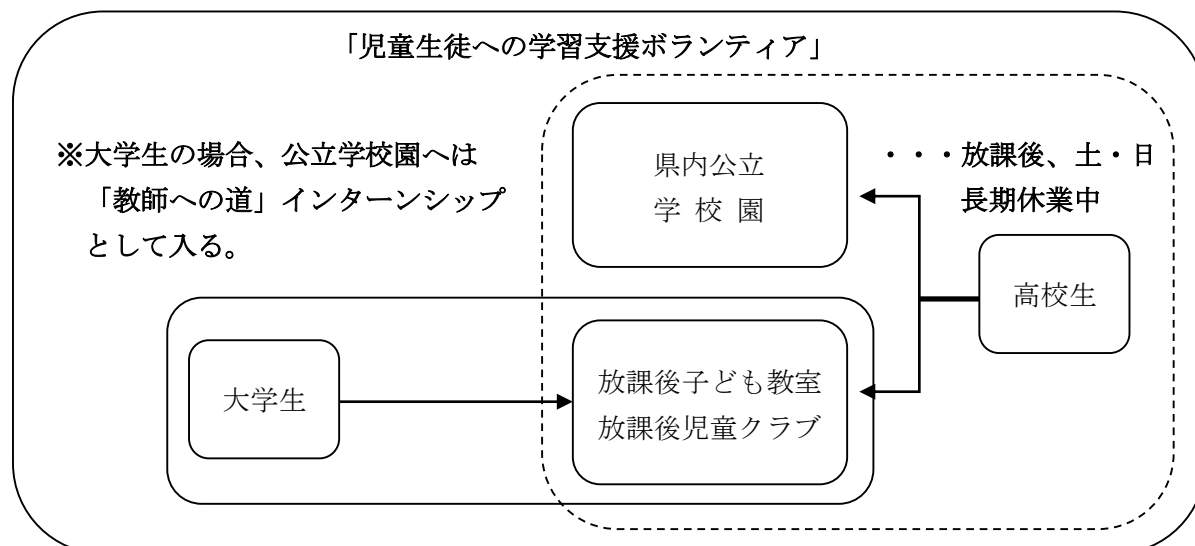 「児童生徒への学習支援ボランティア」
※大学生の場合、公立学校園へは
「教師への道」インターンシップ
として入る。
県内公立
学 校 園
・・・放課後、土・日
長期休業中
高校生
大学生
放課後子ども教室
放課後児童クラブ